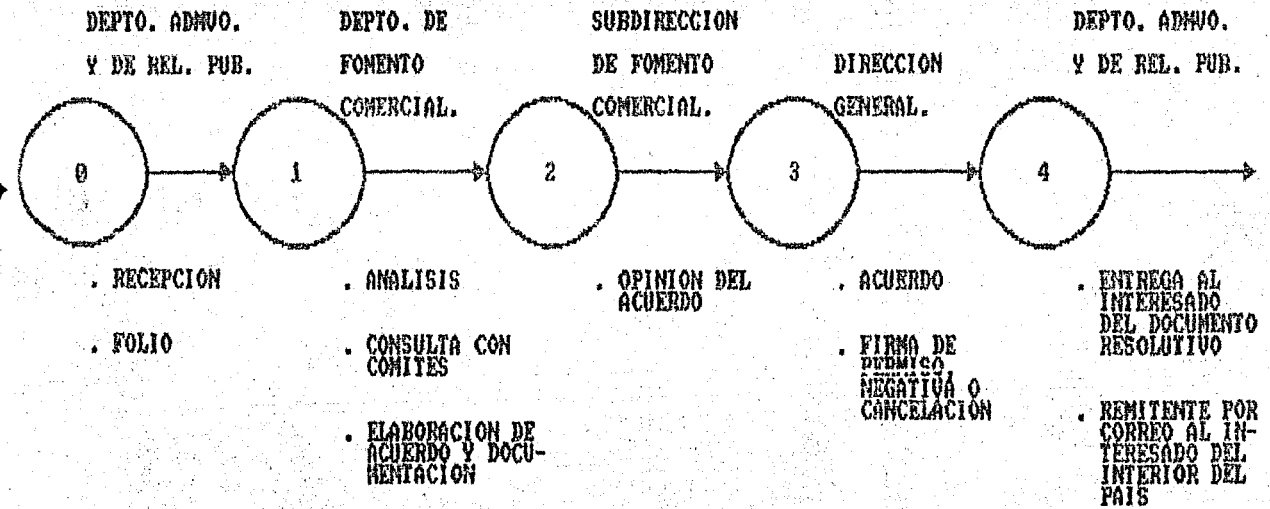 DEPTO. ADMVO.
Y DE REL. PUB.
DEPTO. DE
FOMENTO
COMERCIAL.
SUBDIRECCION
DE FOMENTO
COMERCIAL.
DIRECCION
GENERAL.
DEPTO. ADMVO.
Y DE REL. PUB.
0
1
2
3
4
. RECEPCION
. FOLIO
. ANALISIS
. CONSULTA CON
COMITES
. ELABORACION DE
ACUERDO Y DOCU-
MENTACION
. OPINION DEL
ACUERDO
. ACUERDO
. FIRMA DE
PERMISO,
NEGATIVA O
CANCELACION
. ENTREGA AL
INTERESADO
DEL DOCUMENTO
RESOLUTIVO
. REMITENTE POR
CORREO AL IN-
TERESADO DEL
INTERIOR DEL
PAIS